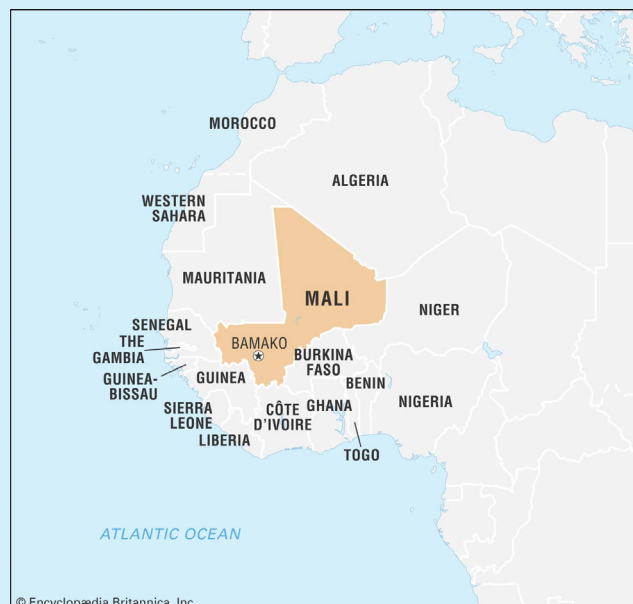 MOROCCO
ALGERIA
WESTERN
SAHARA
MAURITANIA
MALI
NIGER
SENEGAL
THE
GAMBIA
BAMAKO
GUINEA-
BISSAU
GUINEA
BURKINA
FASO
BENIN
NIGERIA
SIERRA
LEONE
CÔTE
D'IVOIRE
GHANA
LIBERIA
TOGO
ATLANTIC OCEAN
© Encyclopædia Britannica, Inc.